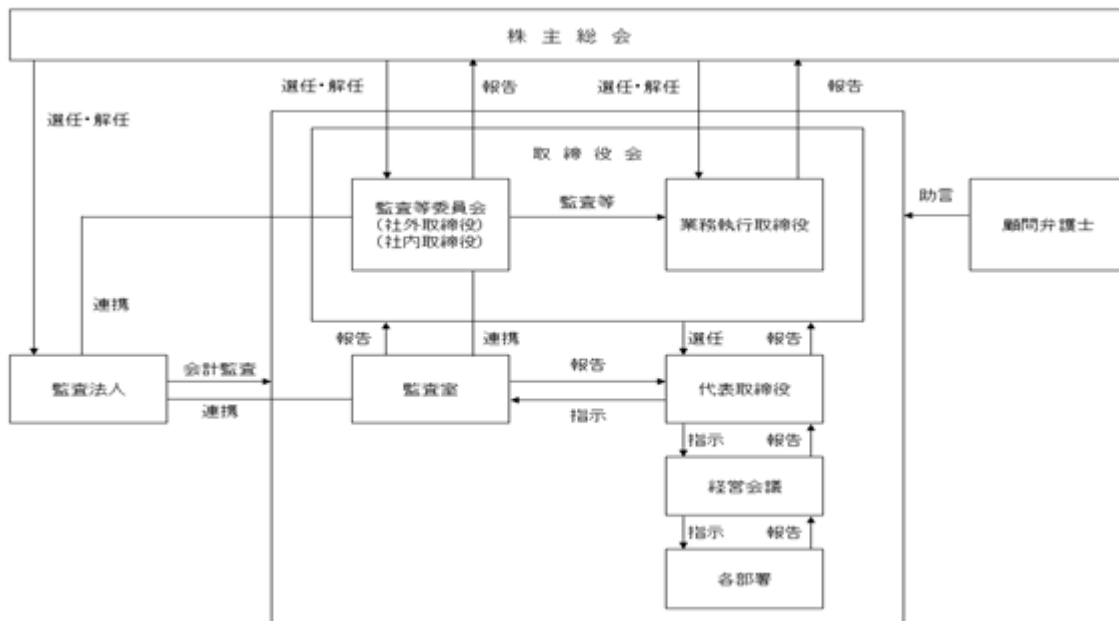 株主総会
選任・解任
選任・解任
報告
選任・解任
報告
取締役会
監査等委員会
(社外取締役)
(社内取締役)
監査等
業務執行取締役
助言
顧問弁護士
連携
報告
連携
選任
報告
監査法人
会計監査
連携
監査室
報告
指示
代表取締役
指示
報告
経営会議
指示
報告
各部署